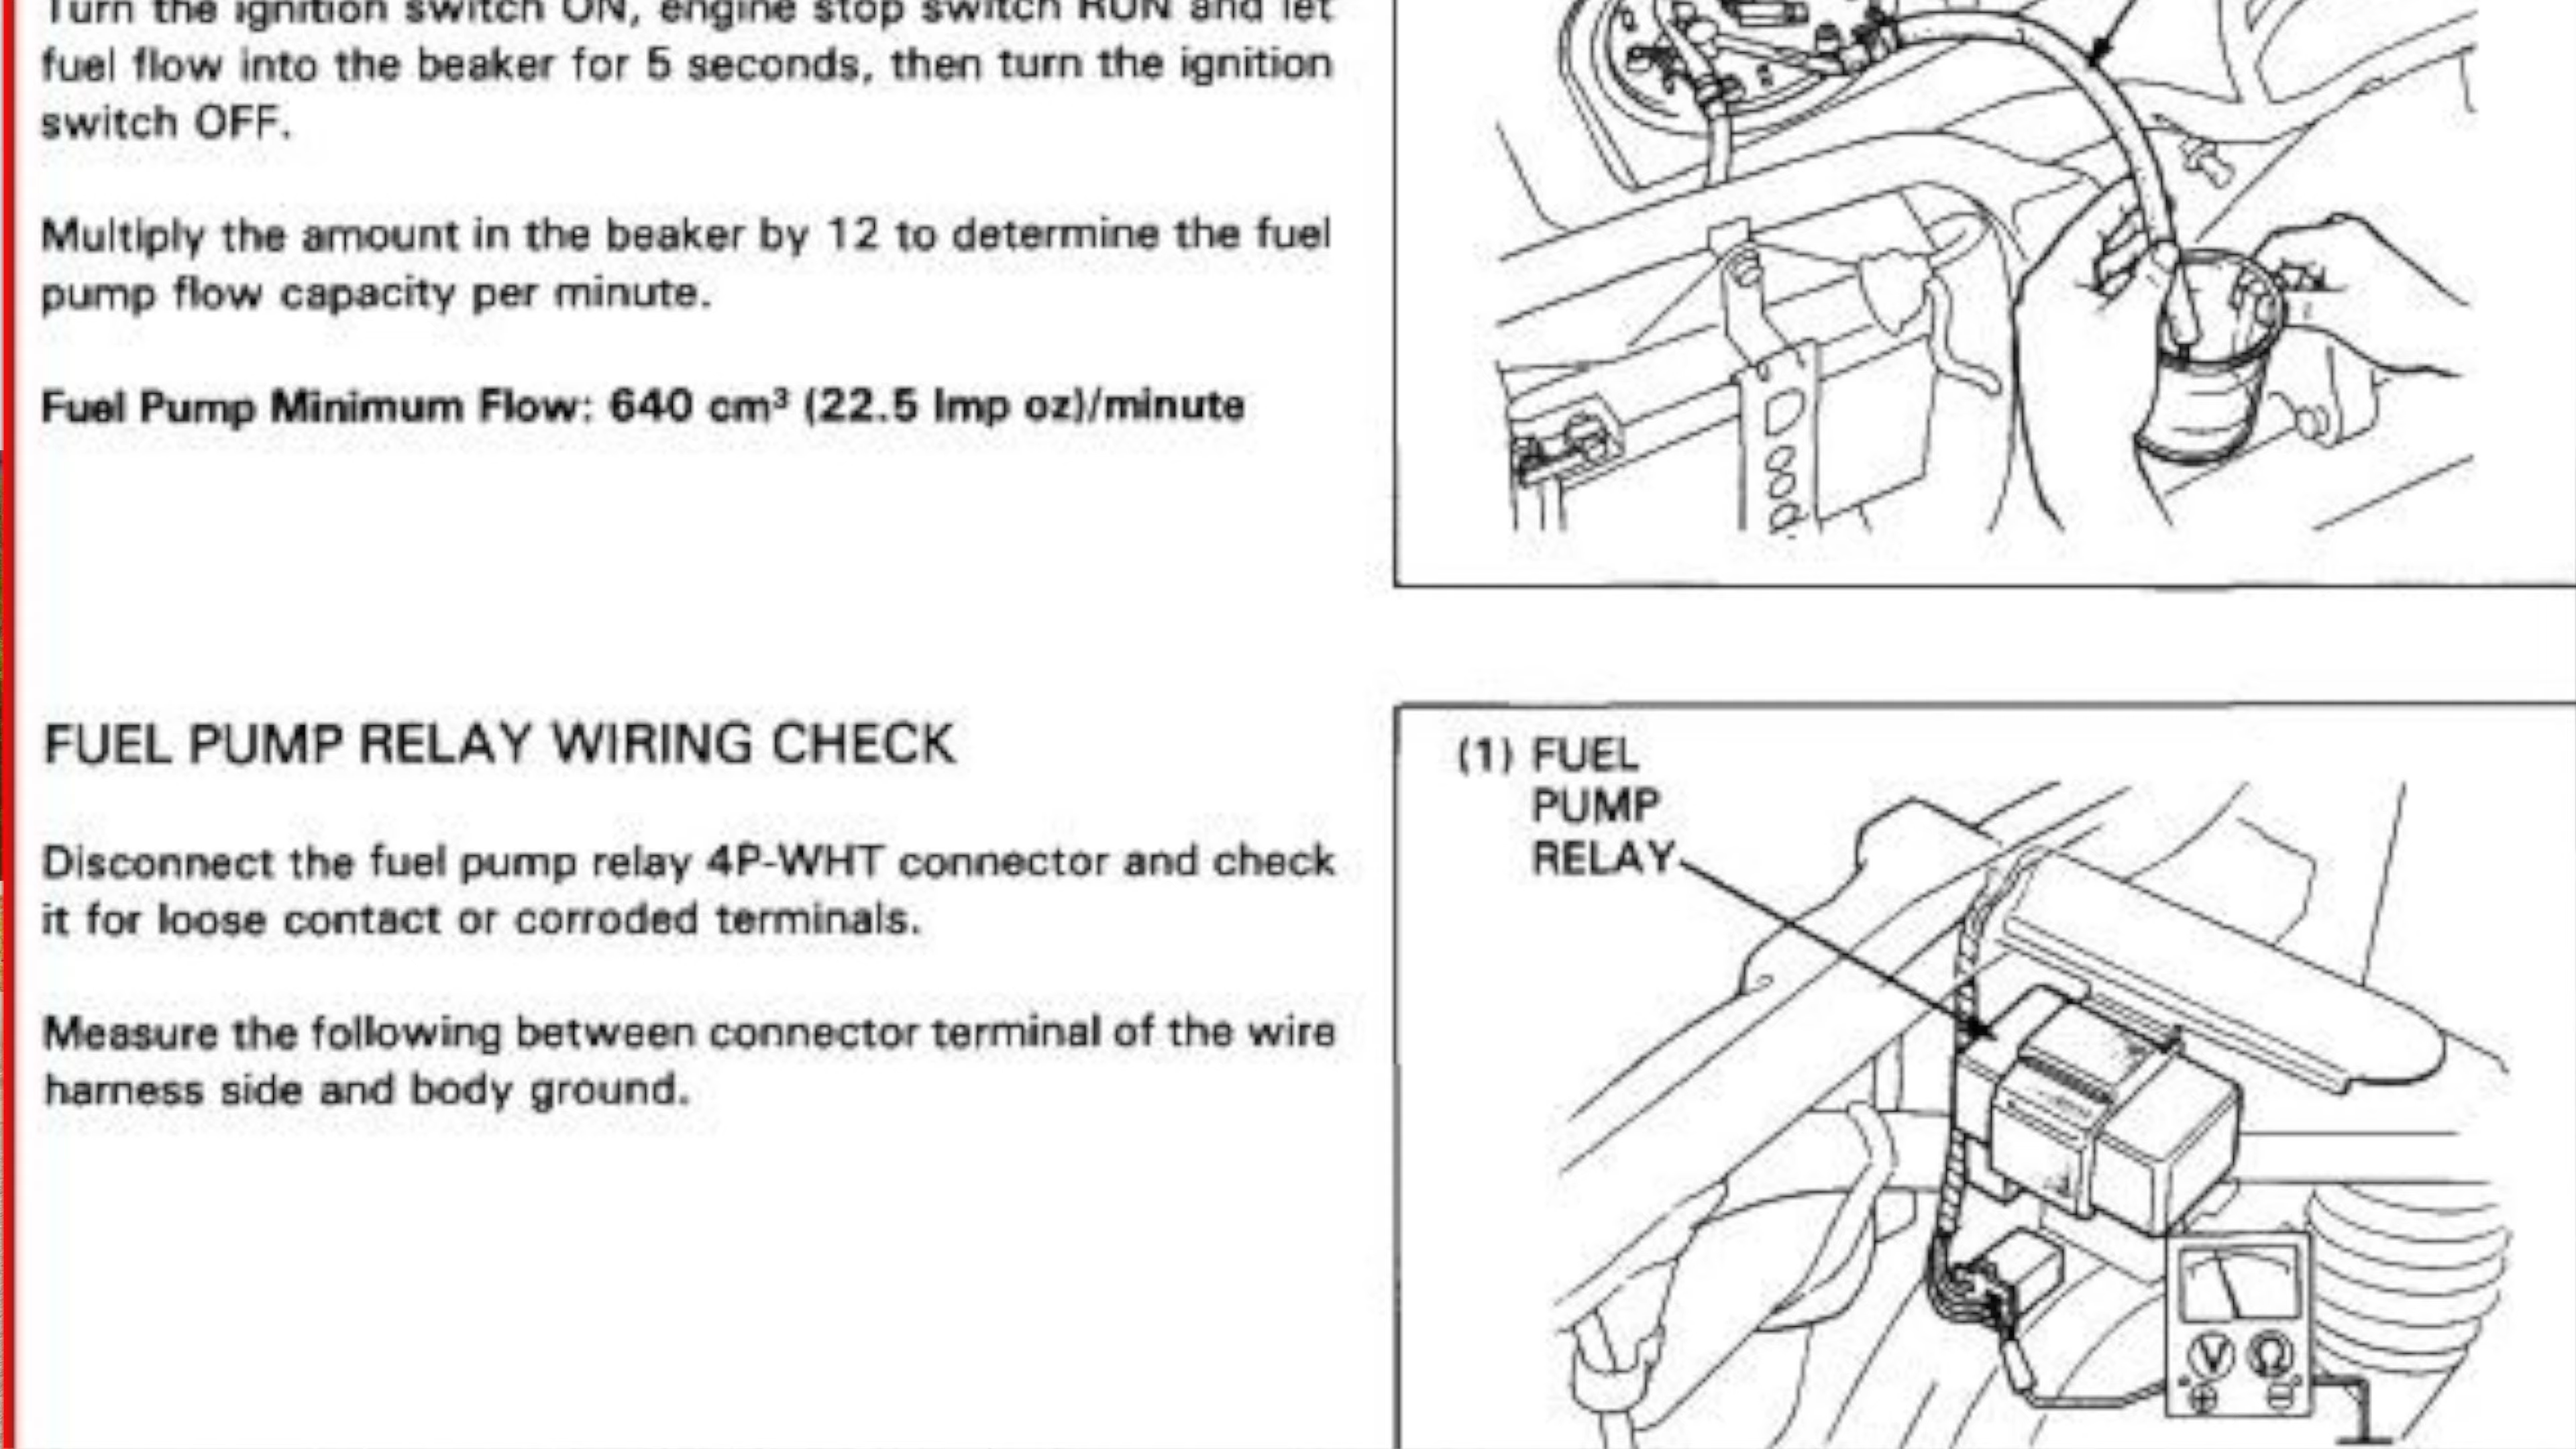 Turn the ignition switch ON, engine stop switch RUN and let
fuel flow into the beaker for 5 seconds, then turn the ignition
switch OFF.
Multiply the amount in the beaker by 12 to determine the fuel
pump flow capacity per minute.
Fuel Pump Minimum Flow: 640 cm³ (22.5 Imp oz)/minute
FUEL PUMP RELAY WIRING CHECK
Disconnect the fuel pump relay 4P-WHT connector and check
it for loose contact or corroded terminals.
Measure the following between connector terminal of the wire
harness side and body ground.
(1) FUEL
PUMP
RELAY
V Ω
⊕ ⊖